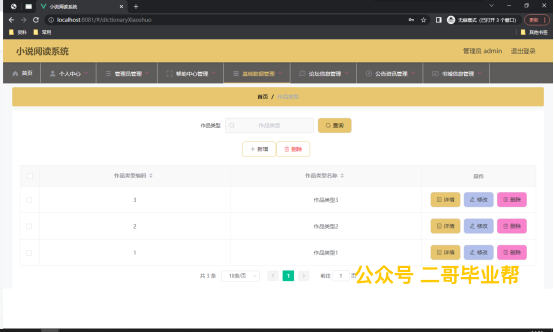 小说阅读系统
localhost:8081/#/dictionaryXiaoshuo
无痕模式（已打开 3 个窗口）
更新
资料 常用
其他书签
小说阅读系统
管理员 admin 退出登录
首页 个人中心 管理员管理 帮助中心管理 基础数据管理 论坛信息管理 公告资讯管理 书城信息管理
首页 / 作品类型
作品类型 作品类型 查询
+ 新增 删除
作品类型编码 作品类型名称 操作
3 作品类型3 详情 修改 删除
2 作品类型2 详情 修改 删除
1 作品类型1 详情 修改 删除
共 3 条 10条/页 < 1 > 前往 1 页
公众号 二哥毕业帮